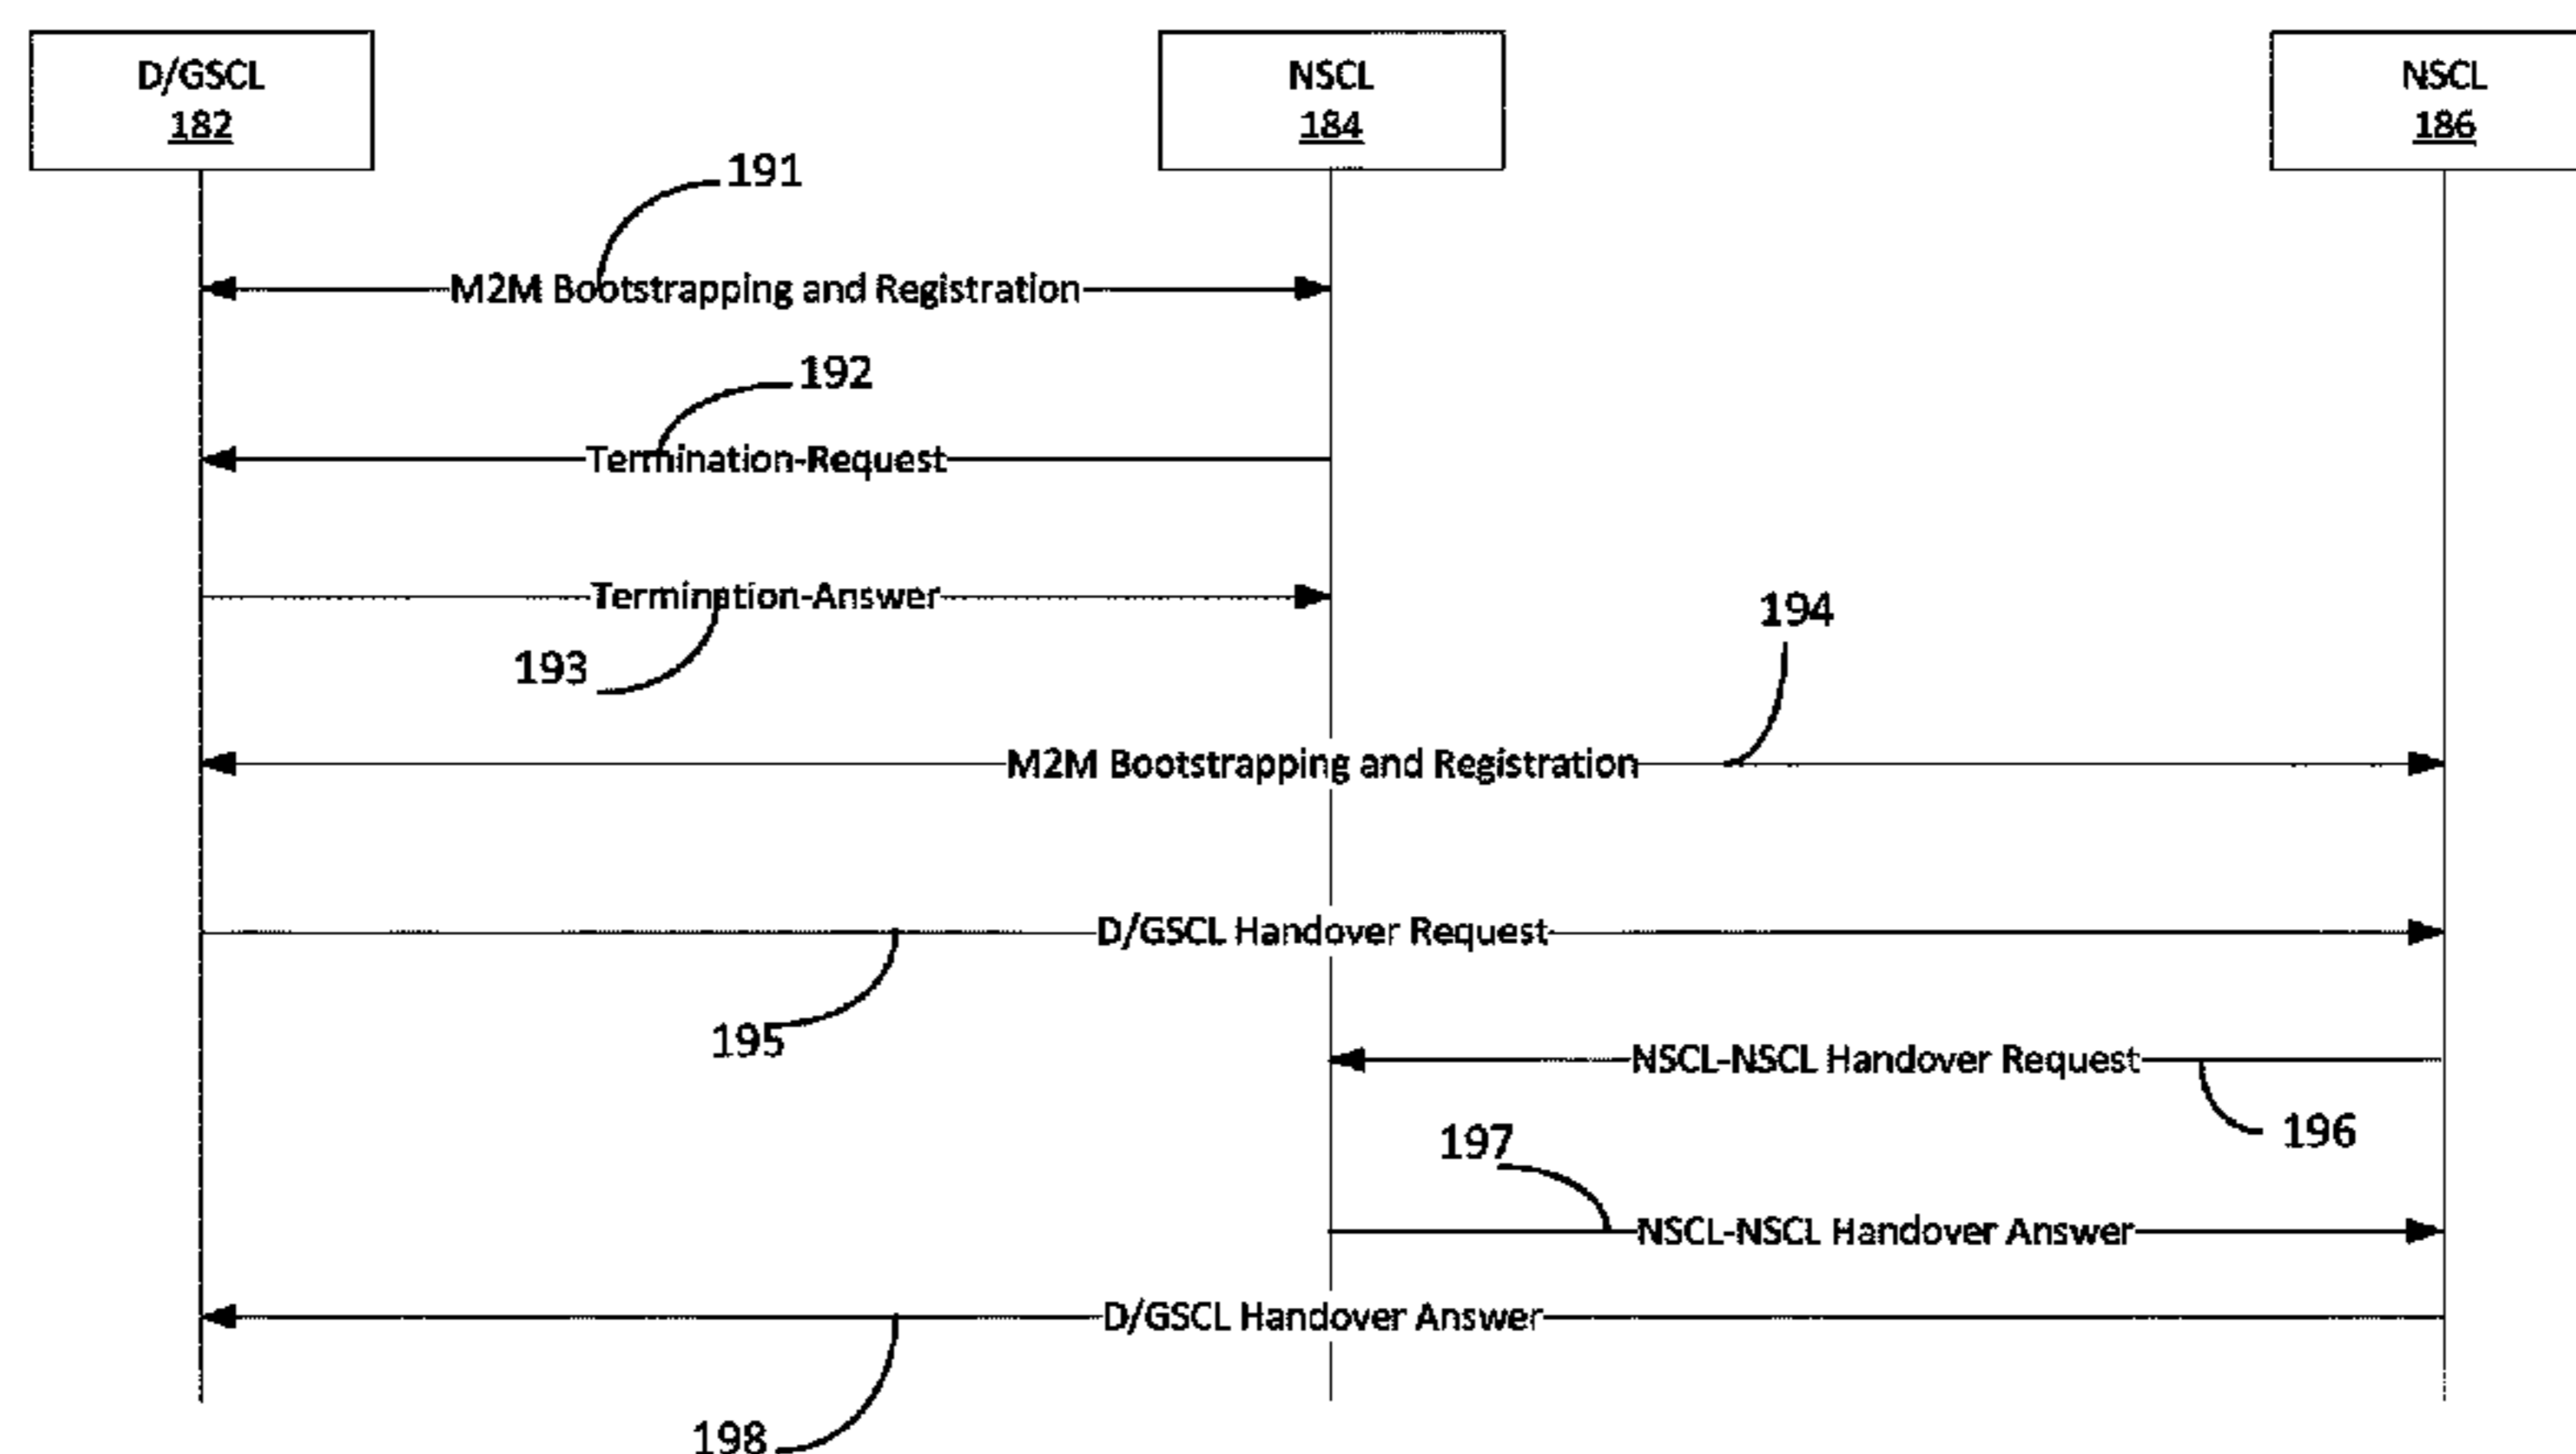 D/GSCL
182
NSCL
184
NSCL
186
191
M2M Bootstrapping and Registration
192
Termination-Request
Termination-Answer
193
194
M2M Bootstrapping and Registration
D/GSCL Handover Request
195
NSCL-NSCL Handover Request
196
197
NSCL-NSCL Handover Answer
D/GSCL Handover Answer
198